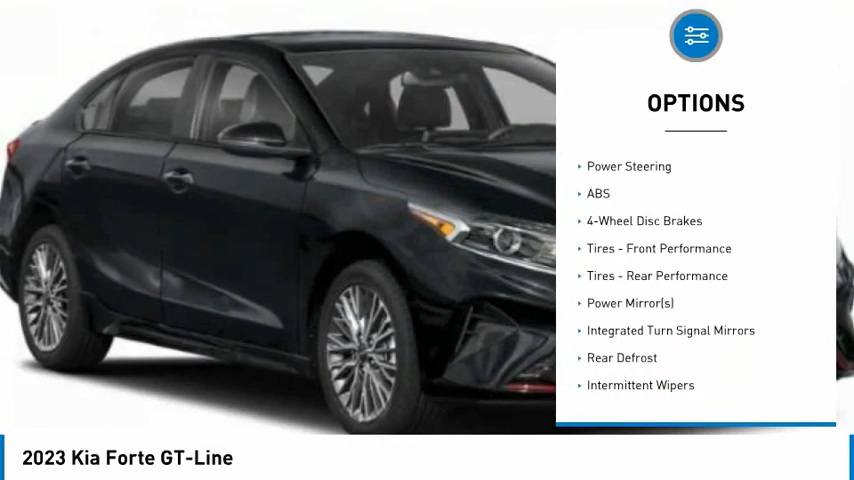 OPTIONS
Power Steering
ABS
4-Wheel Disc Brakes
Tires - Front Performance
Tires - Rear Performance
Power Mirror(s)
Integrated Turn Signal Mirrors
Rear Defrost
Intermittent Wipers
2023 Kia Forte GT-Line